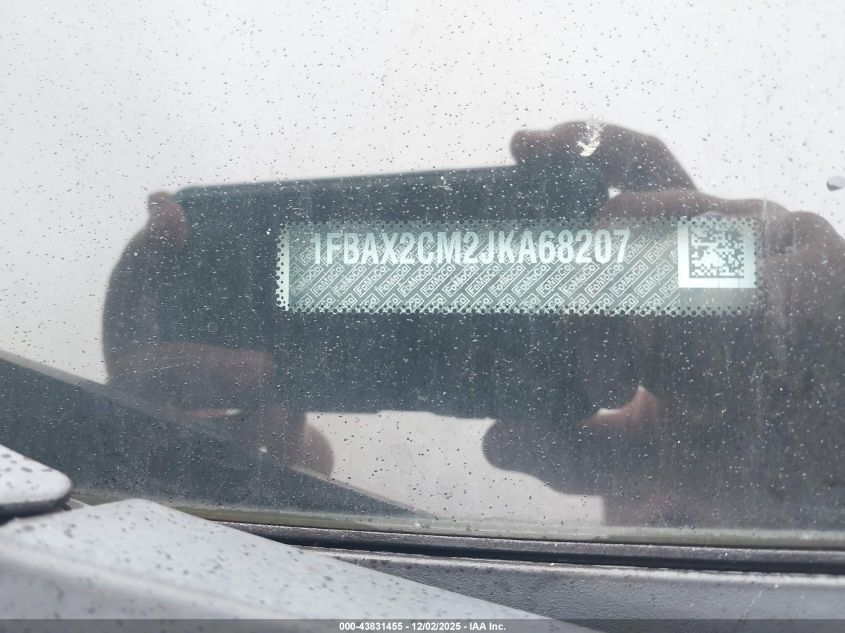 1FBAX2CM2JKA68207
000-43831455 - 12/02/2025 - IAA Inc.